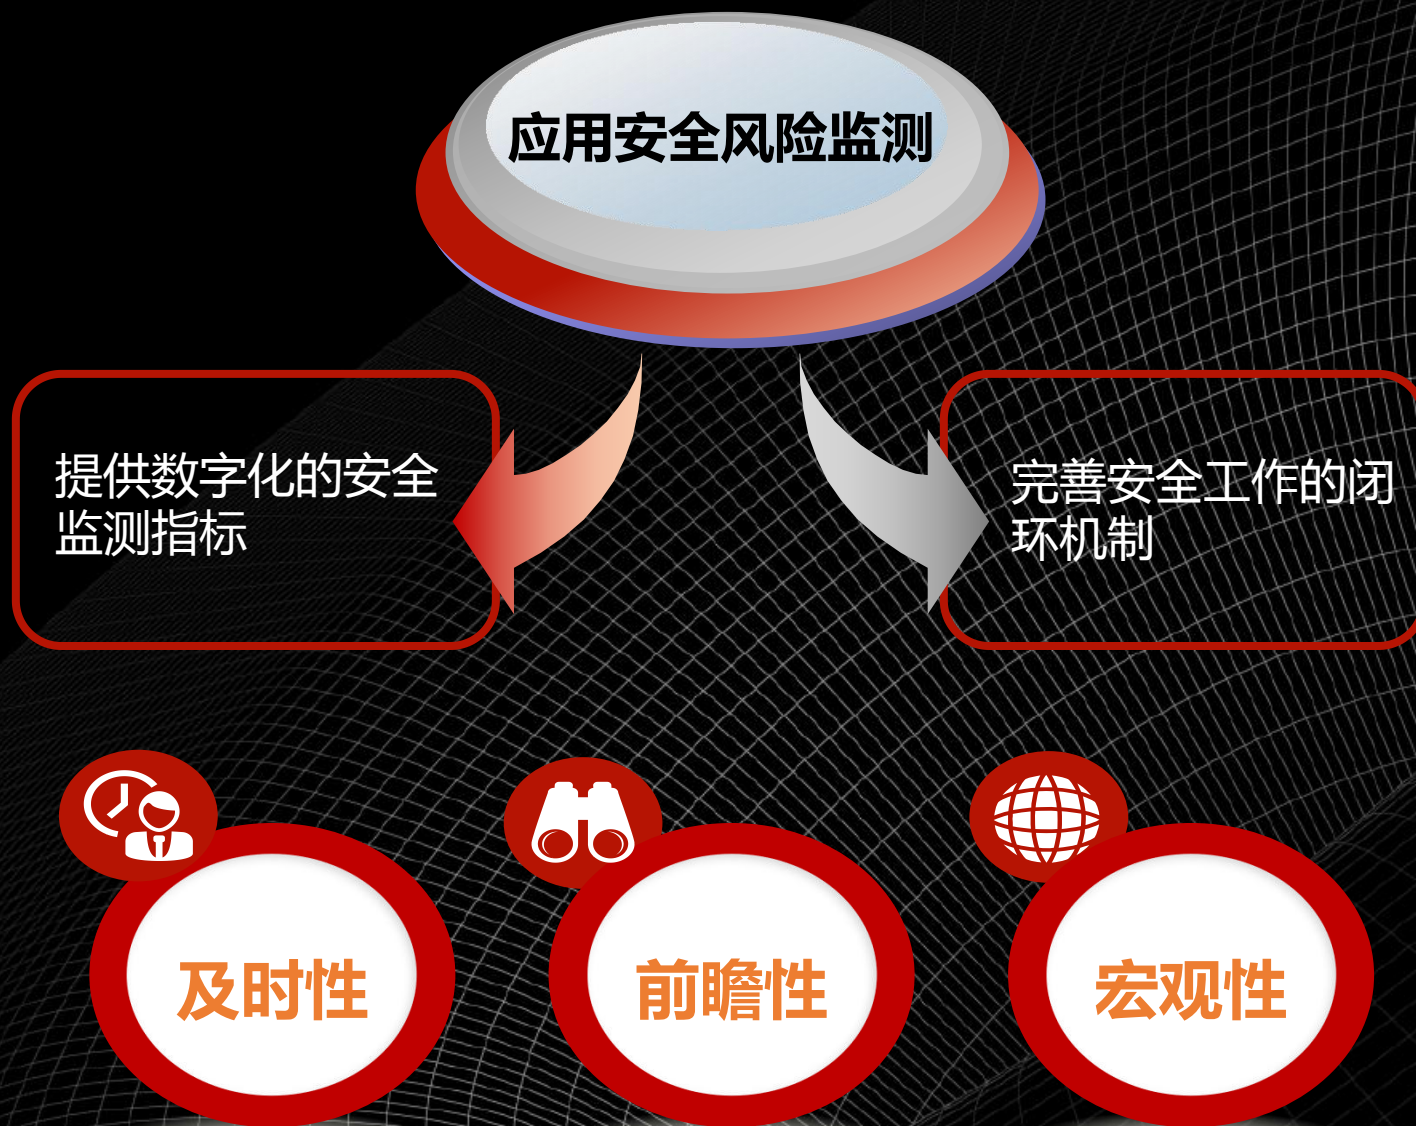 应用安全风险监测
提供数字化的安全
监测指标
完善安全工作的闭
环机制
及时性
前瞻性
宏观性